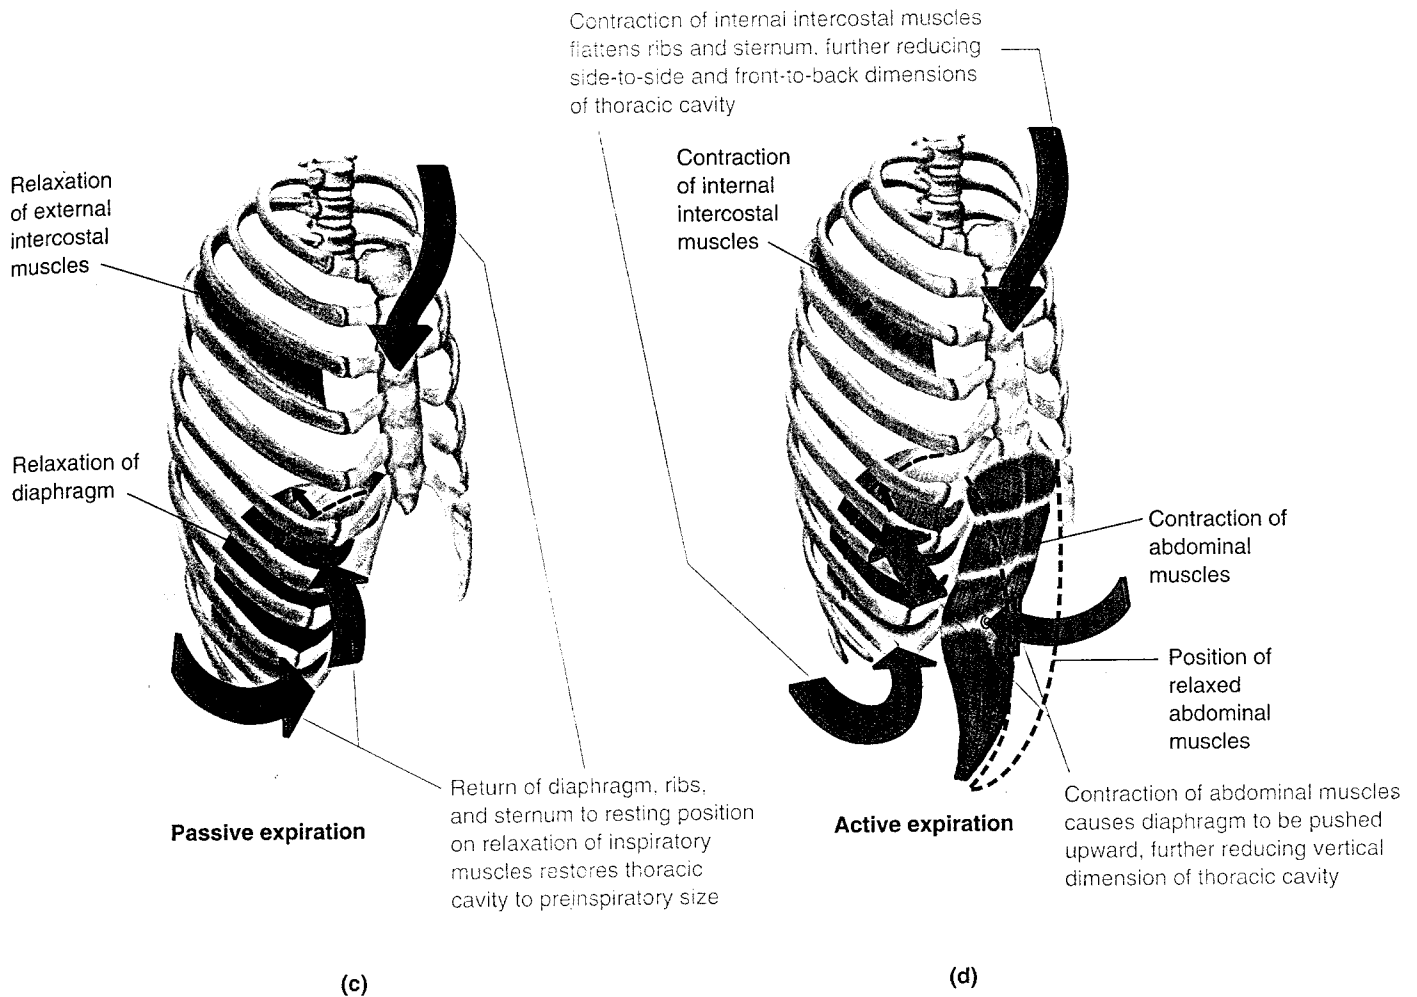 Contraction of internal intercostal muscles
flattens ribs and sternum, further reducing
side-to-side and front-to-back dimensions
of thoracic cavity
Relaxation
of external
intercostal
muscles
Relaxation of
diaphragm
Return of diaphragm, ribs,
and sternum to resting position
on relaxation of inspiratory
muscles restores thoracic
cavity to preinspiratory size
Passive expiration
(c)
Contraction
of internal
intercostal
muscles
Contraction of
abdominal
muscles
Position of
relaxed
abdominal
muscles
Contraction of abdominal muscles
causes diaphragm to be pushed
upward, further reducing vertical
dimension of thoracic cavity
Active expiration
(d)